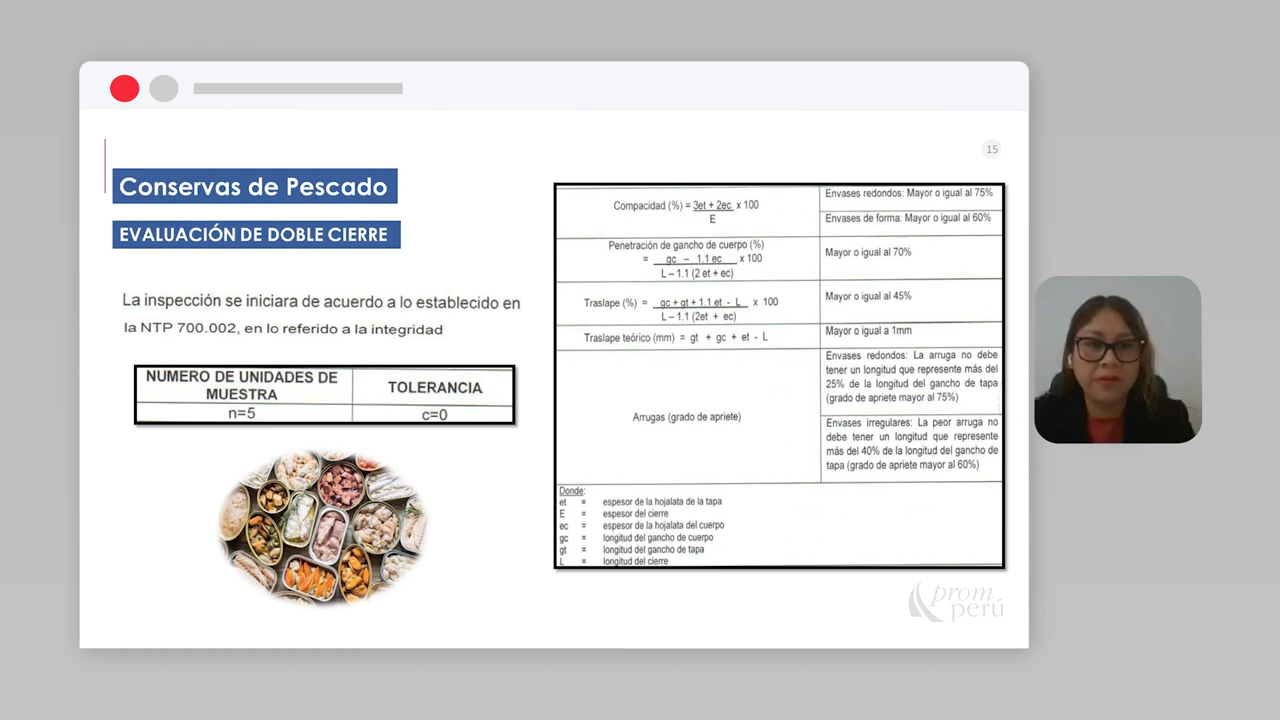 15
Conservas de Pescado
EVALUACIÓN DE DOBLE CIERRE
La inspección se iniciara de acuerdo a lo establecido en
la NTP 700.002, en lo referido a la integridad
NUMERO DE UNIDADES DE MUESTRA TOLERANCIA
n=5 c=0
Compacidad (%) = 3et + 2ec x 100
E
Envases redondos: Mayor o igual al 75%
Envases de forma: Mayor o igual al 60%
Penetración de gancho de cuerpo (%)
= gc – 1.1 ec x 100
L – 1.1 (2 et + ec)
Mayor o igual al 70%
Traslape (%) = gc + gt + 1.1 et - L x 100
L – 1.1 (2et + ec)
Mayor o igual al 45%
Traslape teórico (mm) = gt + gc + et - L
Mayor o igual a 1mm
Arrugas (grado de apriete)
Envases redondos: La arruga no debe
tener un longitud que represente más del
25% de la longitud del gancho de tapa
(grado de apriete mayor al 75%)
Envases irregulares: La peor arruga no
debe tener un longitud que represente
más del 40% de la longitud del gancho de
tapa (grado de apriete mayor al 60%)
Donde:
et = espesor de la hojalata de la tapa
E = espesor del cierre
ec = espesor de la hojalata del cuerpo
gc = longitud del gancho de cuerpo
gt = longitud del gancho de tapa
L = longitud del cierre
prom
perú